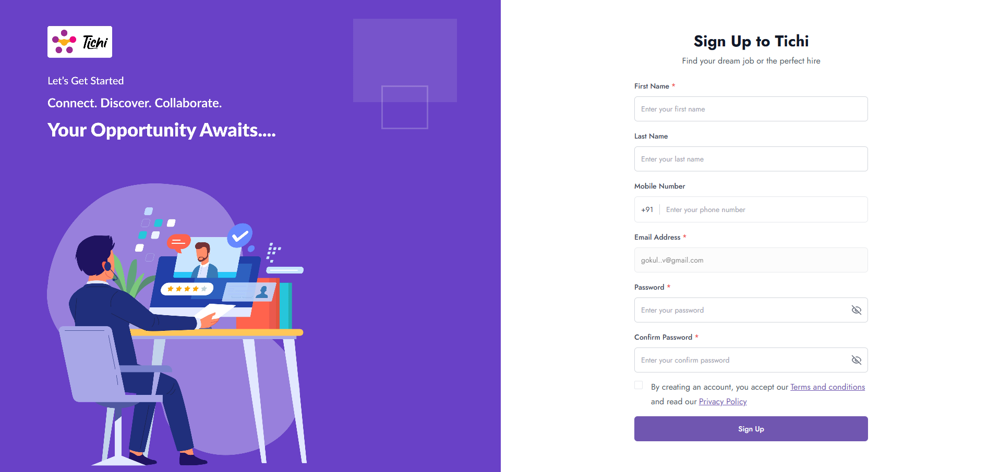 Tichi
Let's Get Started
Connect. Discover. Collaborate.
Your Opportunity Awaits....
Sign Up to Tichi
Find your dream job or the perfect hire
First Name *
Enter your first name
Last Name
Enter your last name
Mobile Number
+91 Enter your phone number
Email Address *
gokul..v@gmail.com
Password *
Enter your password
Confirm Password *
Enter your confirm password
By creating an account, you accept our Terms and conditions
and read our Privacy Policy
Sign Up